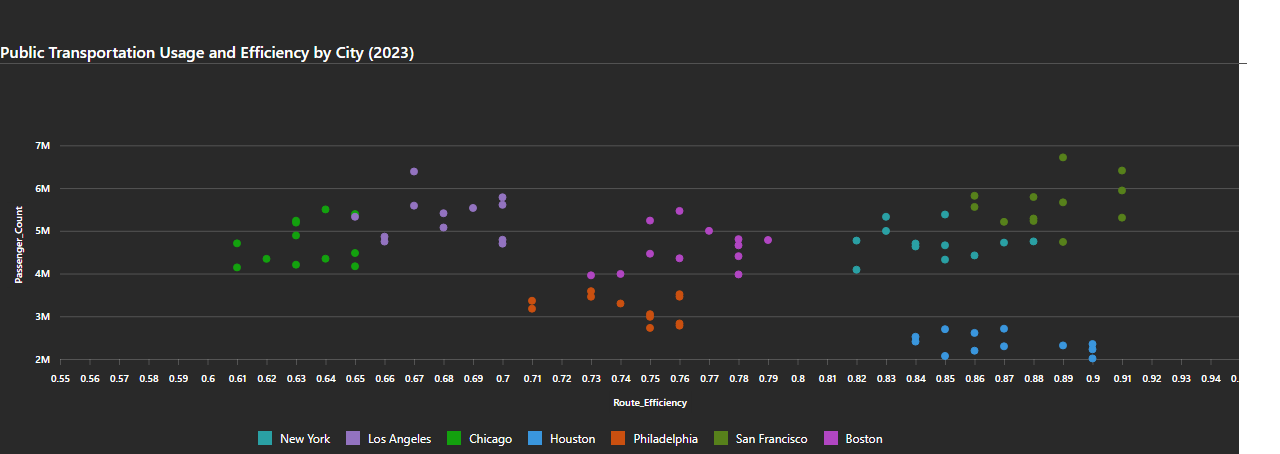 Public Transportation Usage and Efficiency by City (2023)
7M
6M
5M
4M
3M
2M
Passenger_Count
0.55 0.56 0.57 0.58 0.59 0.6 0.61 0.62 0.63 0.64 0.65 0.66 0.67 0.68 0.69 0.7 0.71 0.72 0.73 0.74 0.75 0.76 0.77 0.78 0.79 0.8 0.81 0.82 0.83 0.84 0.85 0.86 0.87 0.88 0.89 0.9 0.91 0.92 0.93 0.94 0.
Route_Efficiency
New York Los Angeles Chicago Houston Philadelphia San Francisco Boston